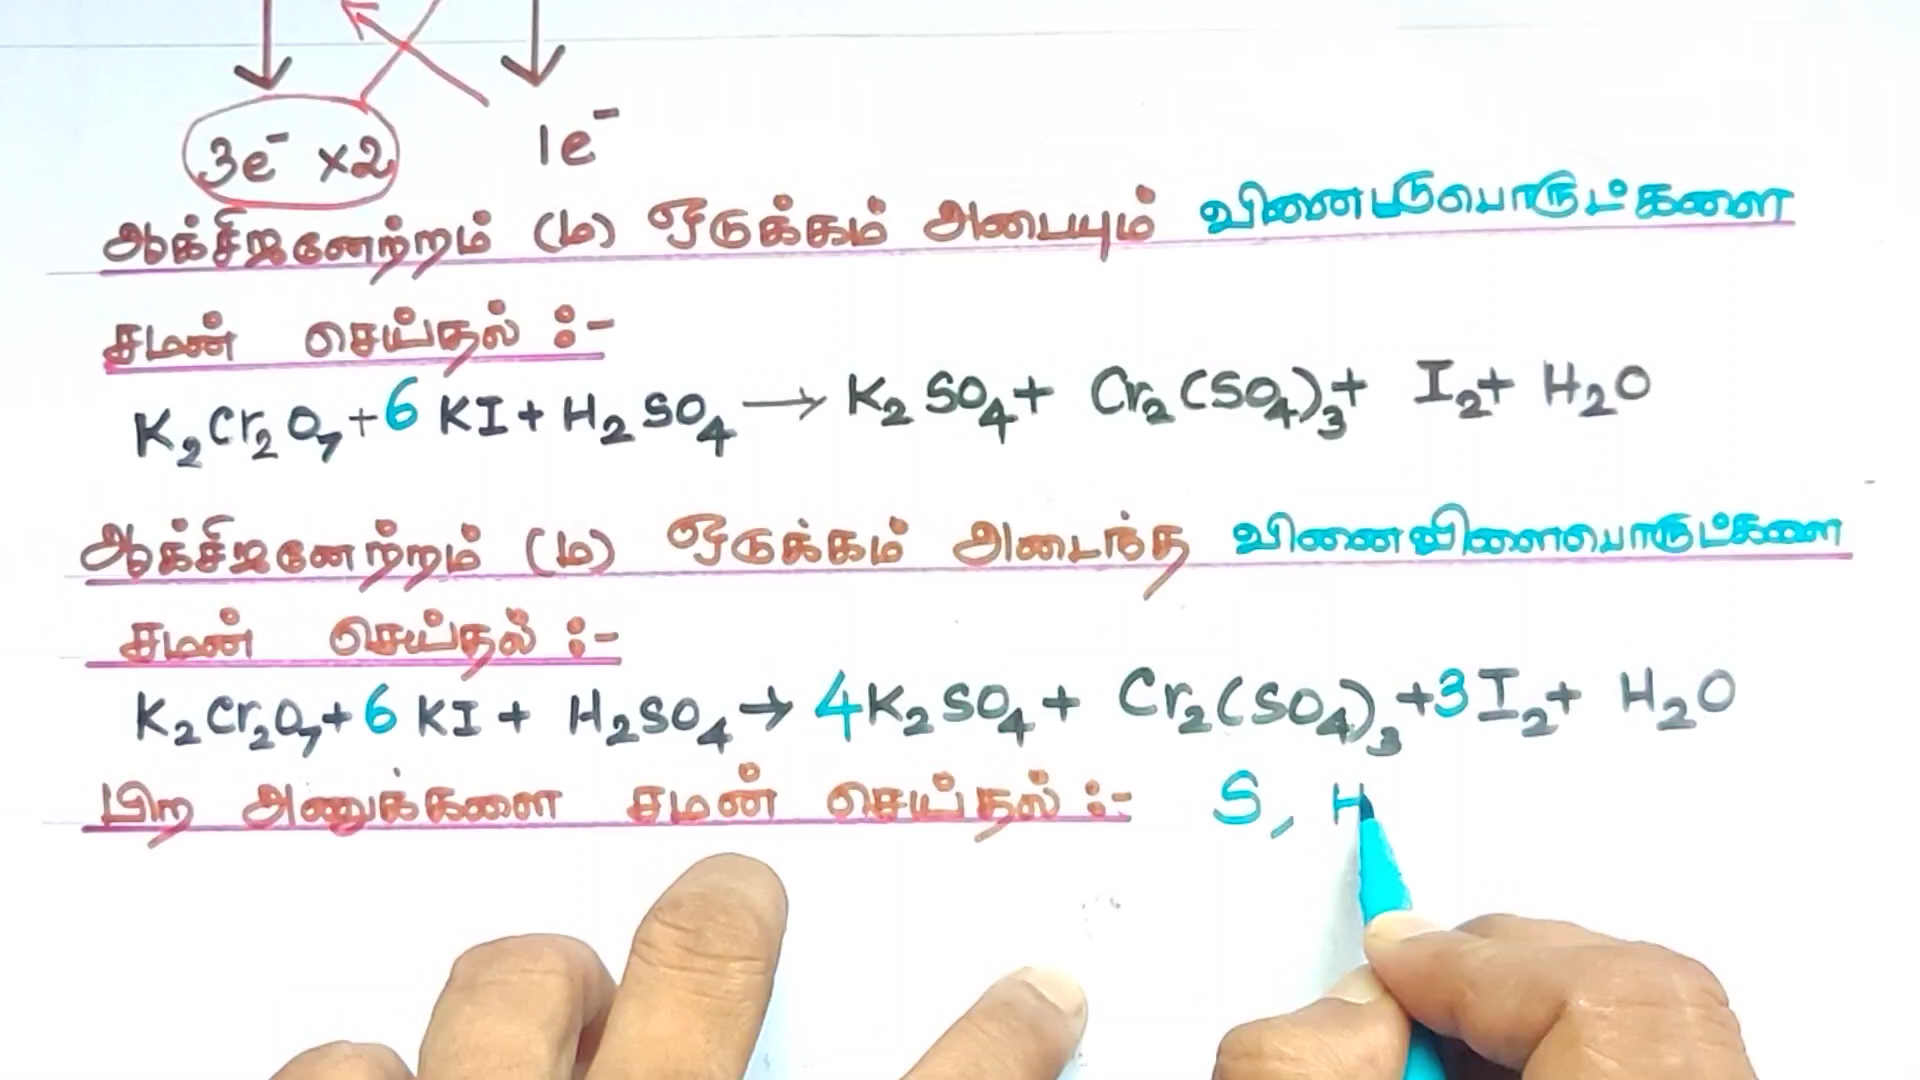 3e⁻ ×2 1e⁻
ஆக்சிஜனேற்றம் (ம) ஒடுக்கம் அடையும் வினைபடுபொருட்களை
சமன் செய்தல் :-
K₂Cr₂O₇ + 6 KI + H₂SO₄ → K₂SO₄ + Cr₂(SO₄)₃ + I₂ + H₂O
ஆக்சிஜனேற்றம் (ம) ஒடுக்கம் அடைந்த வினைவிளைபொருட்களை
சமன் செய்தல் :-
K₂Cr₂O₇ + 6 KI + H₂SO₄ → 4K₂SO₄ + Cr₂(SO₄)₃ + 3I₂ + H₂O
பிற அணுக்களை சமன் செய்தல் :- S, H